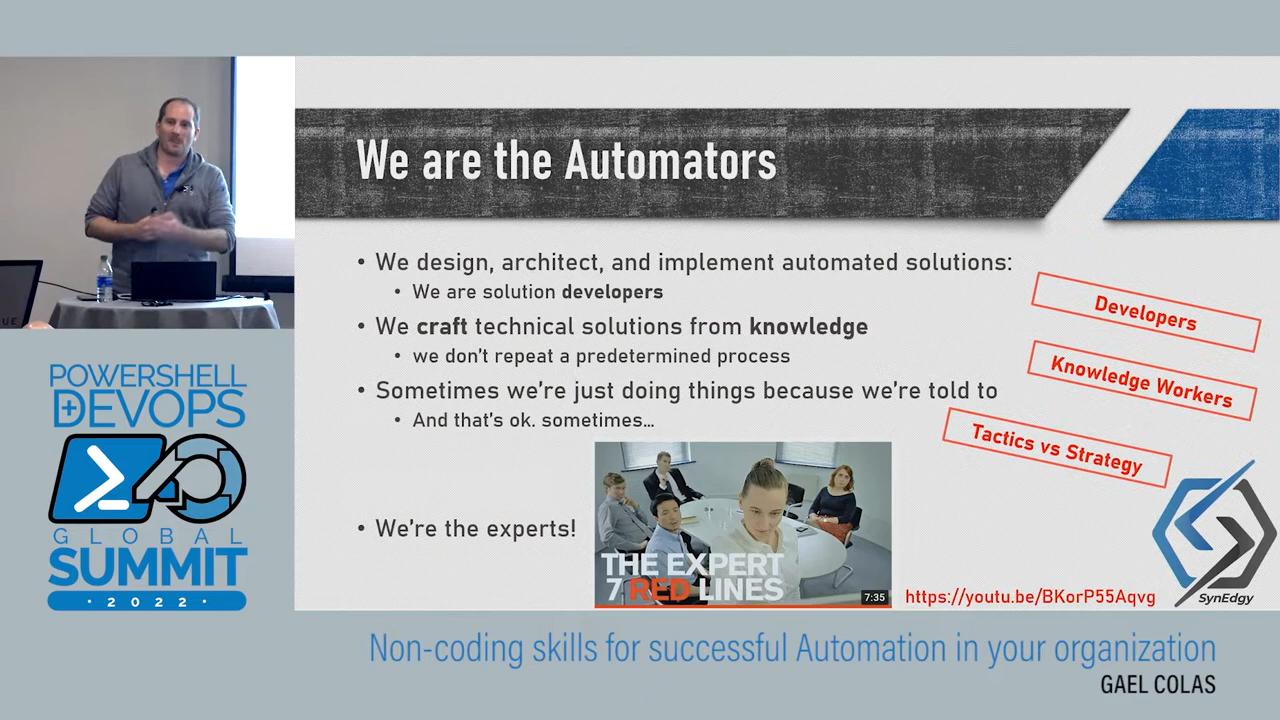 We are the Automators
• We design, architect, and implement automated solutions:
• We are solution developers
• We craft technical solutions from knowledge
• we don't repeat a predetermined process
• Sometimes we're just doing things because we're told to
• And that's ok. sometimes…
• We're the experts!
Developers
Knowledge Workers
Tactics vs Strategy
THE EXPERT
7 RED LINES
7:35
https://youtu.be/BKorP55Aqvg
SynEdgy
POWERSHELL
+DEVOPS
GLOBAL
SUMMIT
· 2022 ·
Non-coding skills for successful Automation in your organization
GAEL COLAS